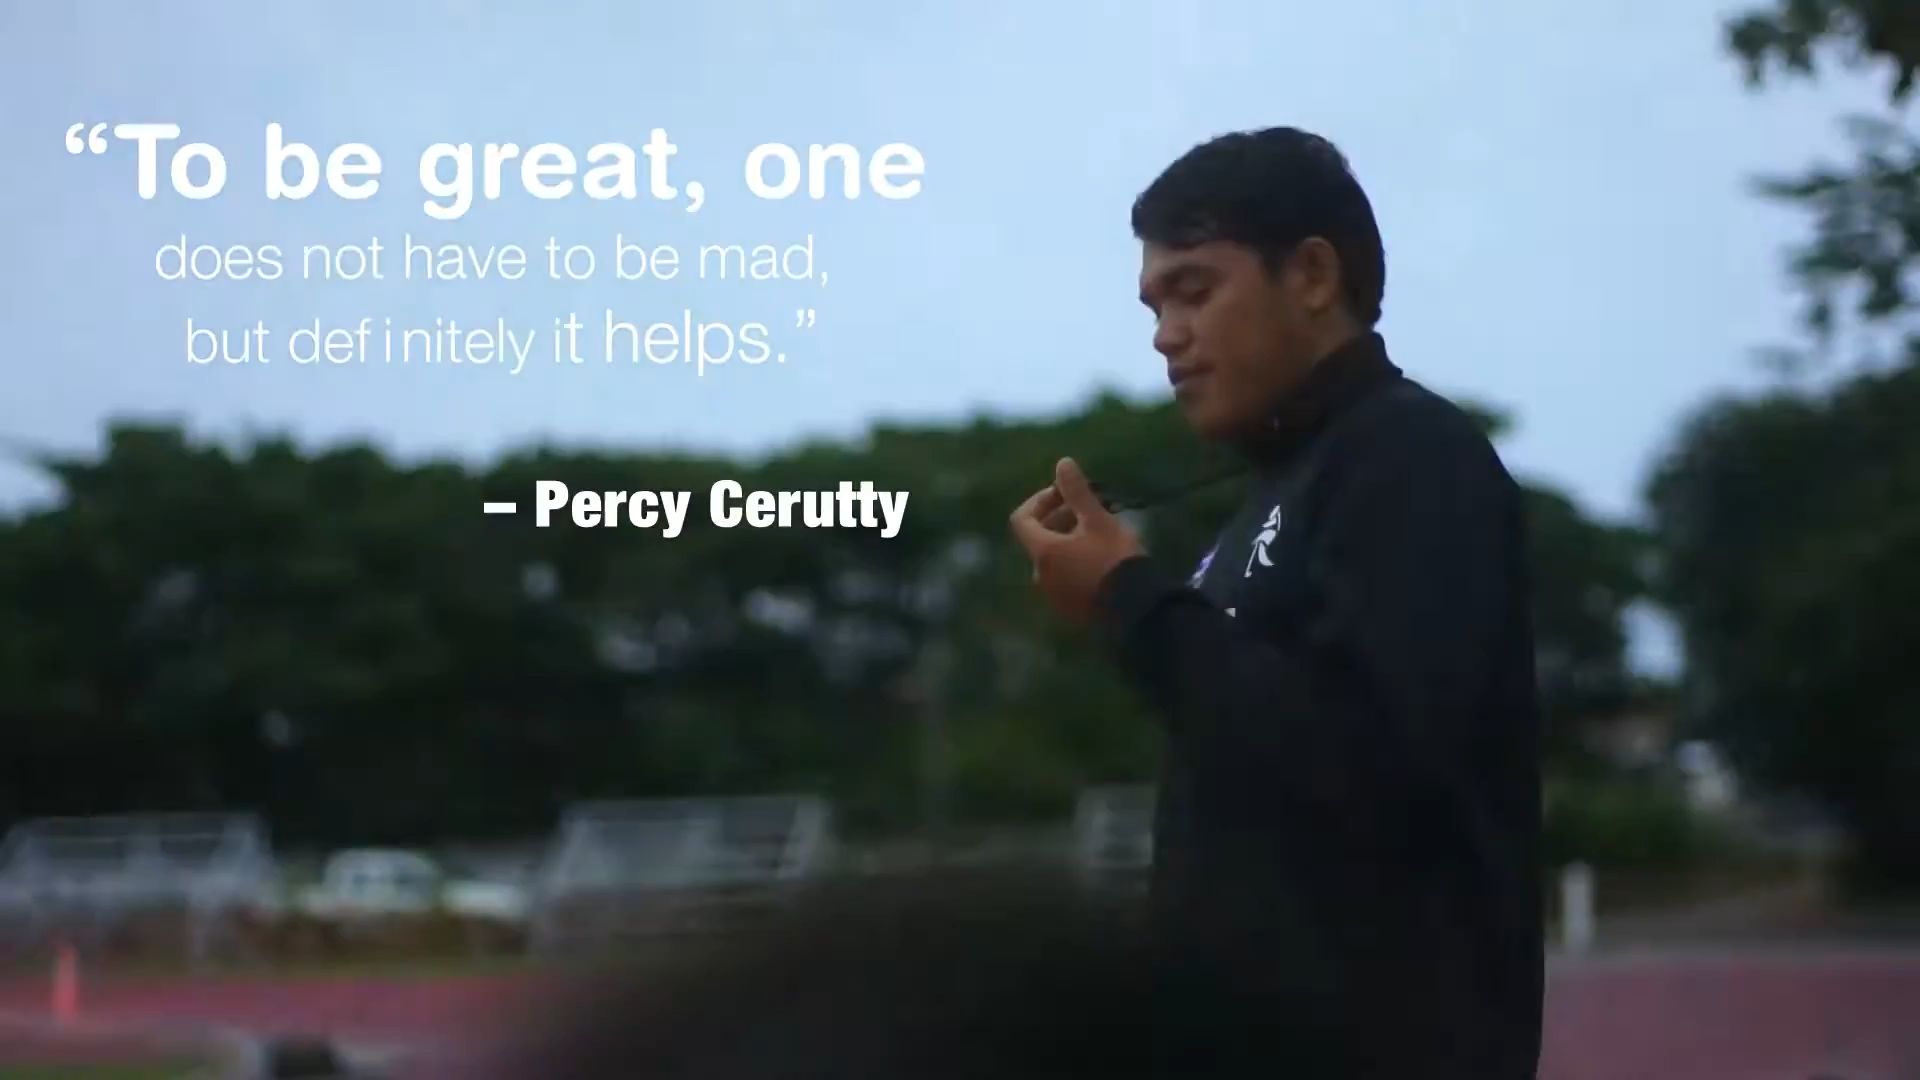 “To be great, one
does not have to be mad,
but definitely it helps.”
– Percy Cerutty